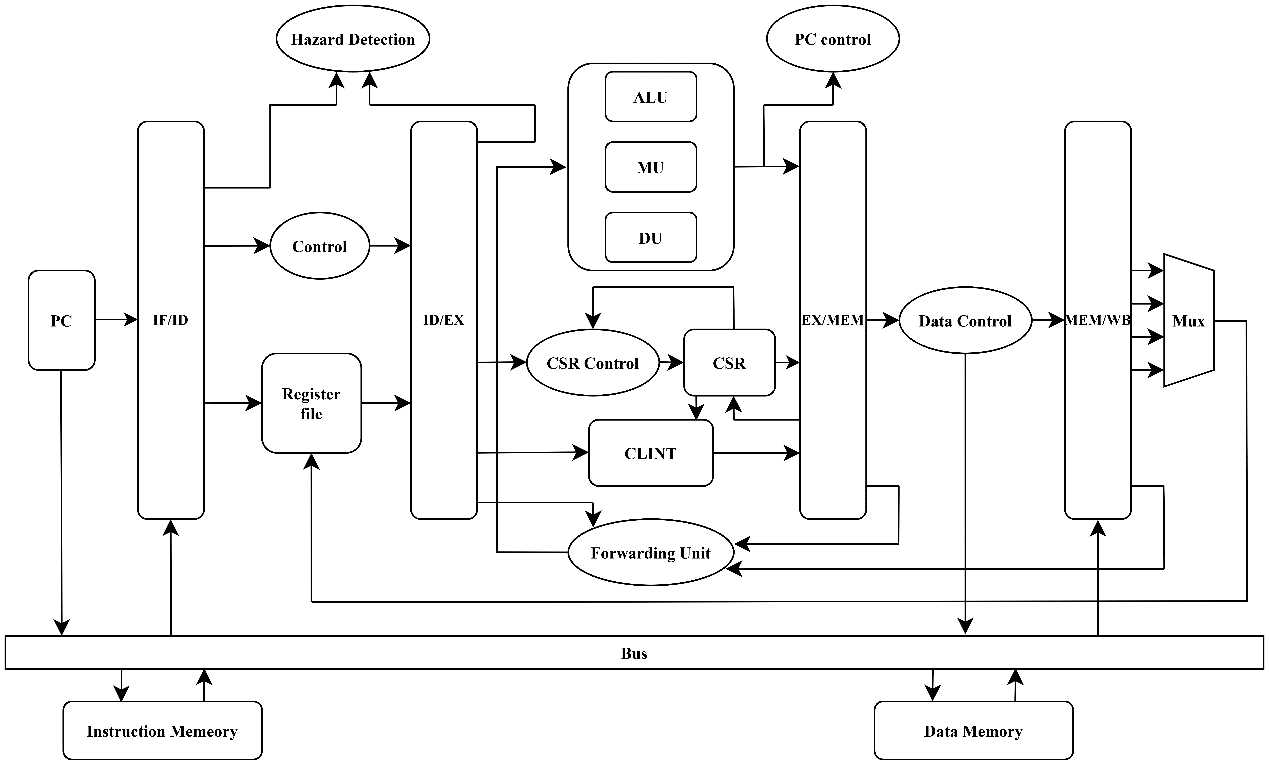 Hazard Detection
PC control
ALU
MU
DU
Control
PC
IF/ID
ID/EX
EX/MEM
Data Control
MEM/WB
Mux
CSR Control
CSR
Register
file
CLINT
Forwarding Unit
Bus
Instruction Memeory
Data Memory